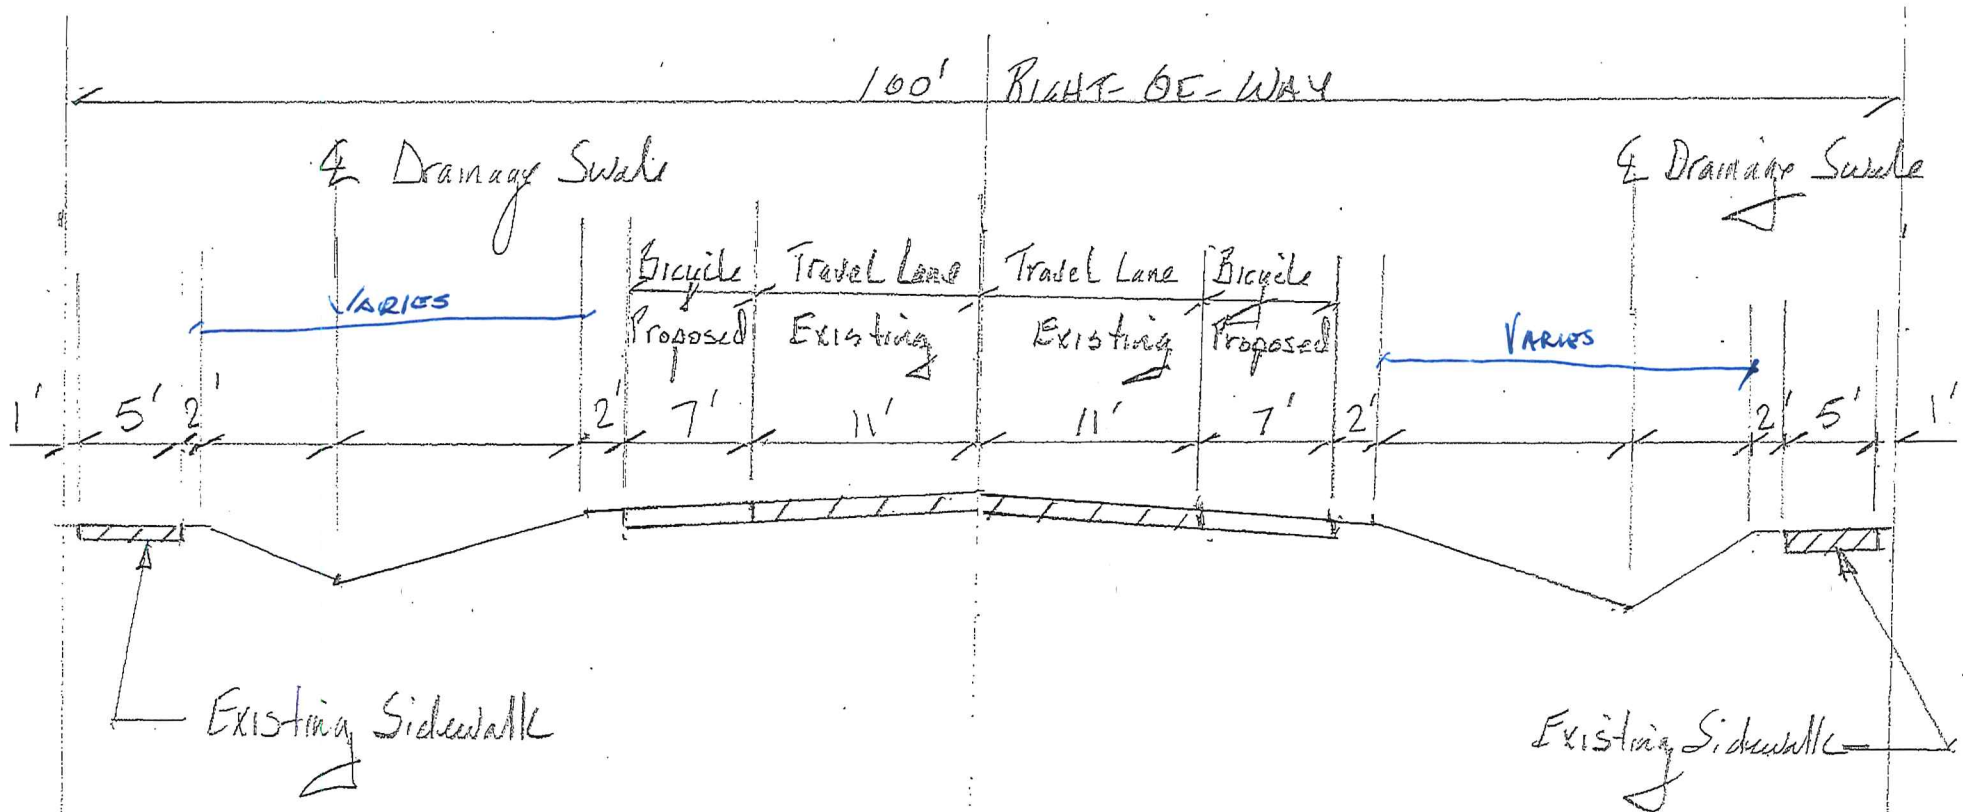 100' RIGHT-OF-WAY
℄ Drainage Swale
℄ Drainage Swale
Bicycle Travel Lane Travel Lane Bicycle
VARIES
Proposed Existing Existing Proposed
VARIES
1' 5' 2' 2' 7' 11' 11' 7' 2' 2' 5' 1'
Existing Sidewalk
Existing Sidewalk